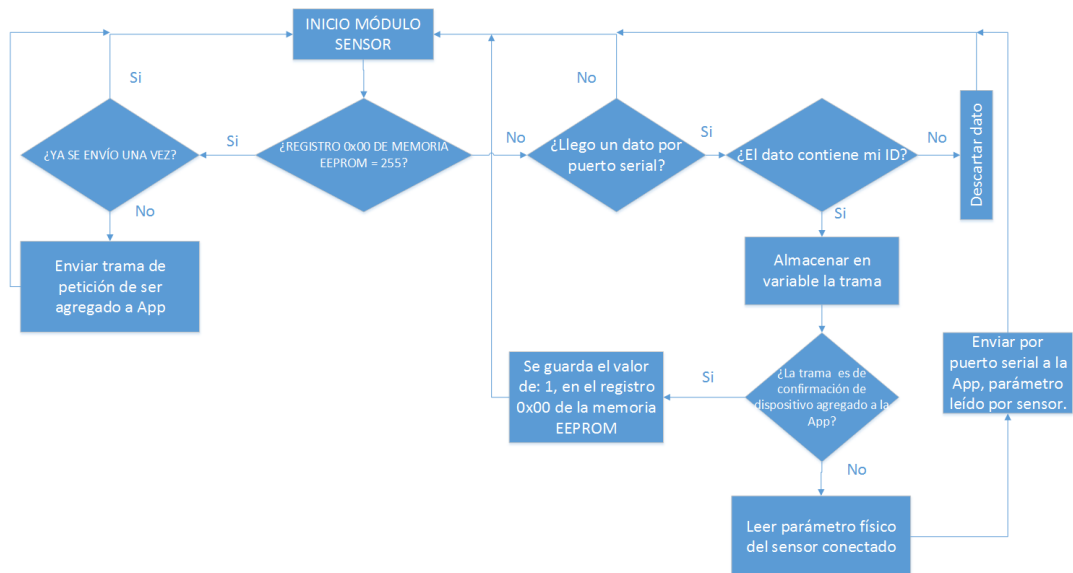 INICIO MÓDULO
SENSOR
Si
No
¿YA SE ENVÍO UNA VEZ?
Si
¿REGISTRO 0x00 DE MEMORIA
EEPROM = 255?
No
¿Llego un dato por
puerto serial?
Si
¿El dato contiene mi ID?
No
Descartar dato
No
Si
Enviar trama de
petición de ser
agregado a App
Almacenar en
variable la trama
Se guarda el valor
de: 1, en el registro
0x00 de la memoria
EEPROM
Si
¿La trama es de
confirmación de
dispositivo agregado a la
App?
Enviar por
puerto serial a la
App, parámetro
leído por sensor.
No
Leer parámetro físico
del sensor conectado